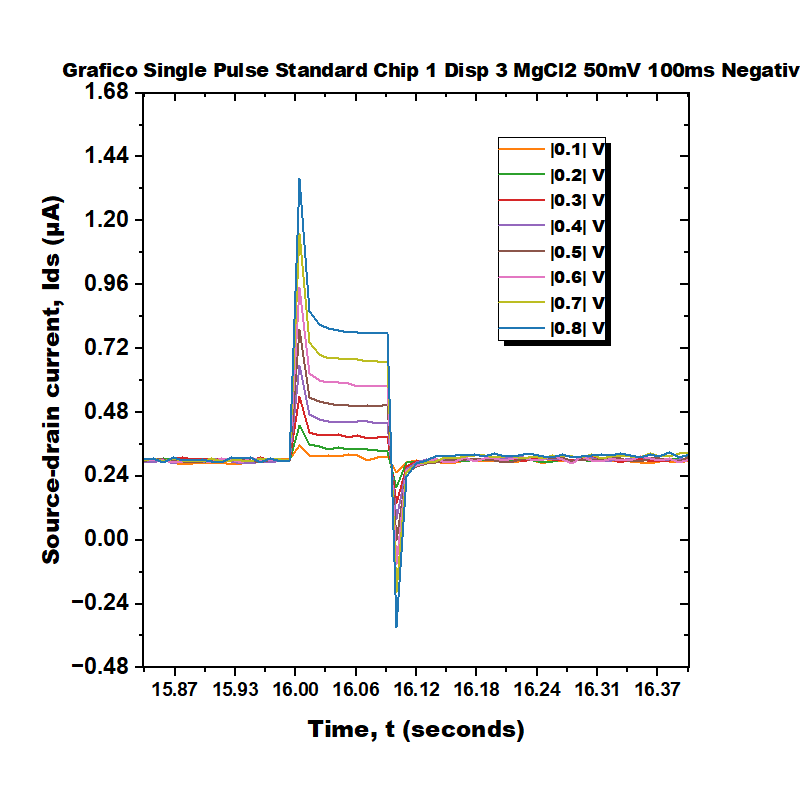 Grafico Single Pulse Standard Chip 1 Disp 3 MgCl2 50mV 100ms Negativ
1.68
1.44
1.20
0.96
0.72
0.48
0.24
0.00
−0.24
−0.48
Source-drain current, Ids (μA)
|0.1| V
|0.2| V
|0.3| V
|0.4| V
|0.5| V
|0.6| V
|0.7| V
|0.8| V
15.87 15.93 16.00 16.06 16.12 16.18 16.24 16.31 16.37
Time, t (seconds)